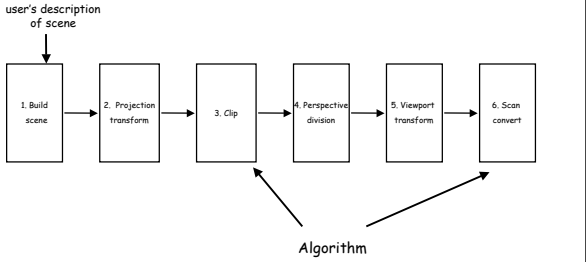 user's description
of scene
1. Build
scene
2. Projection
transform
3. Clip
4. Perspective
division
5. Viewport
transform
6. Scan
convert
Algorithm